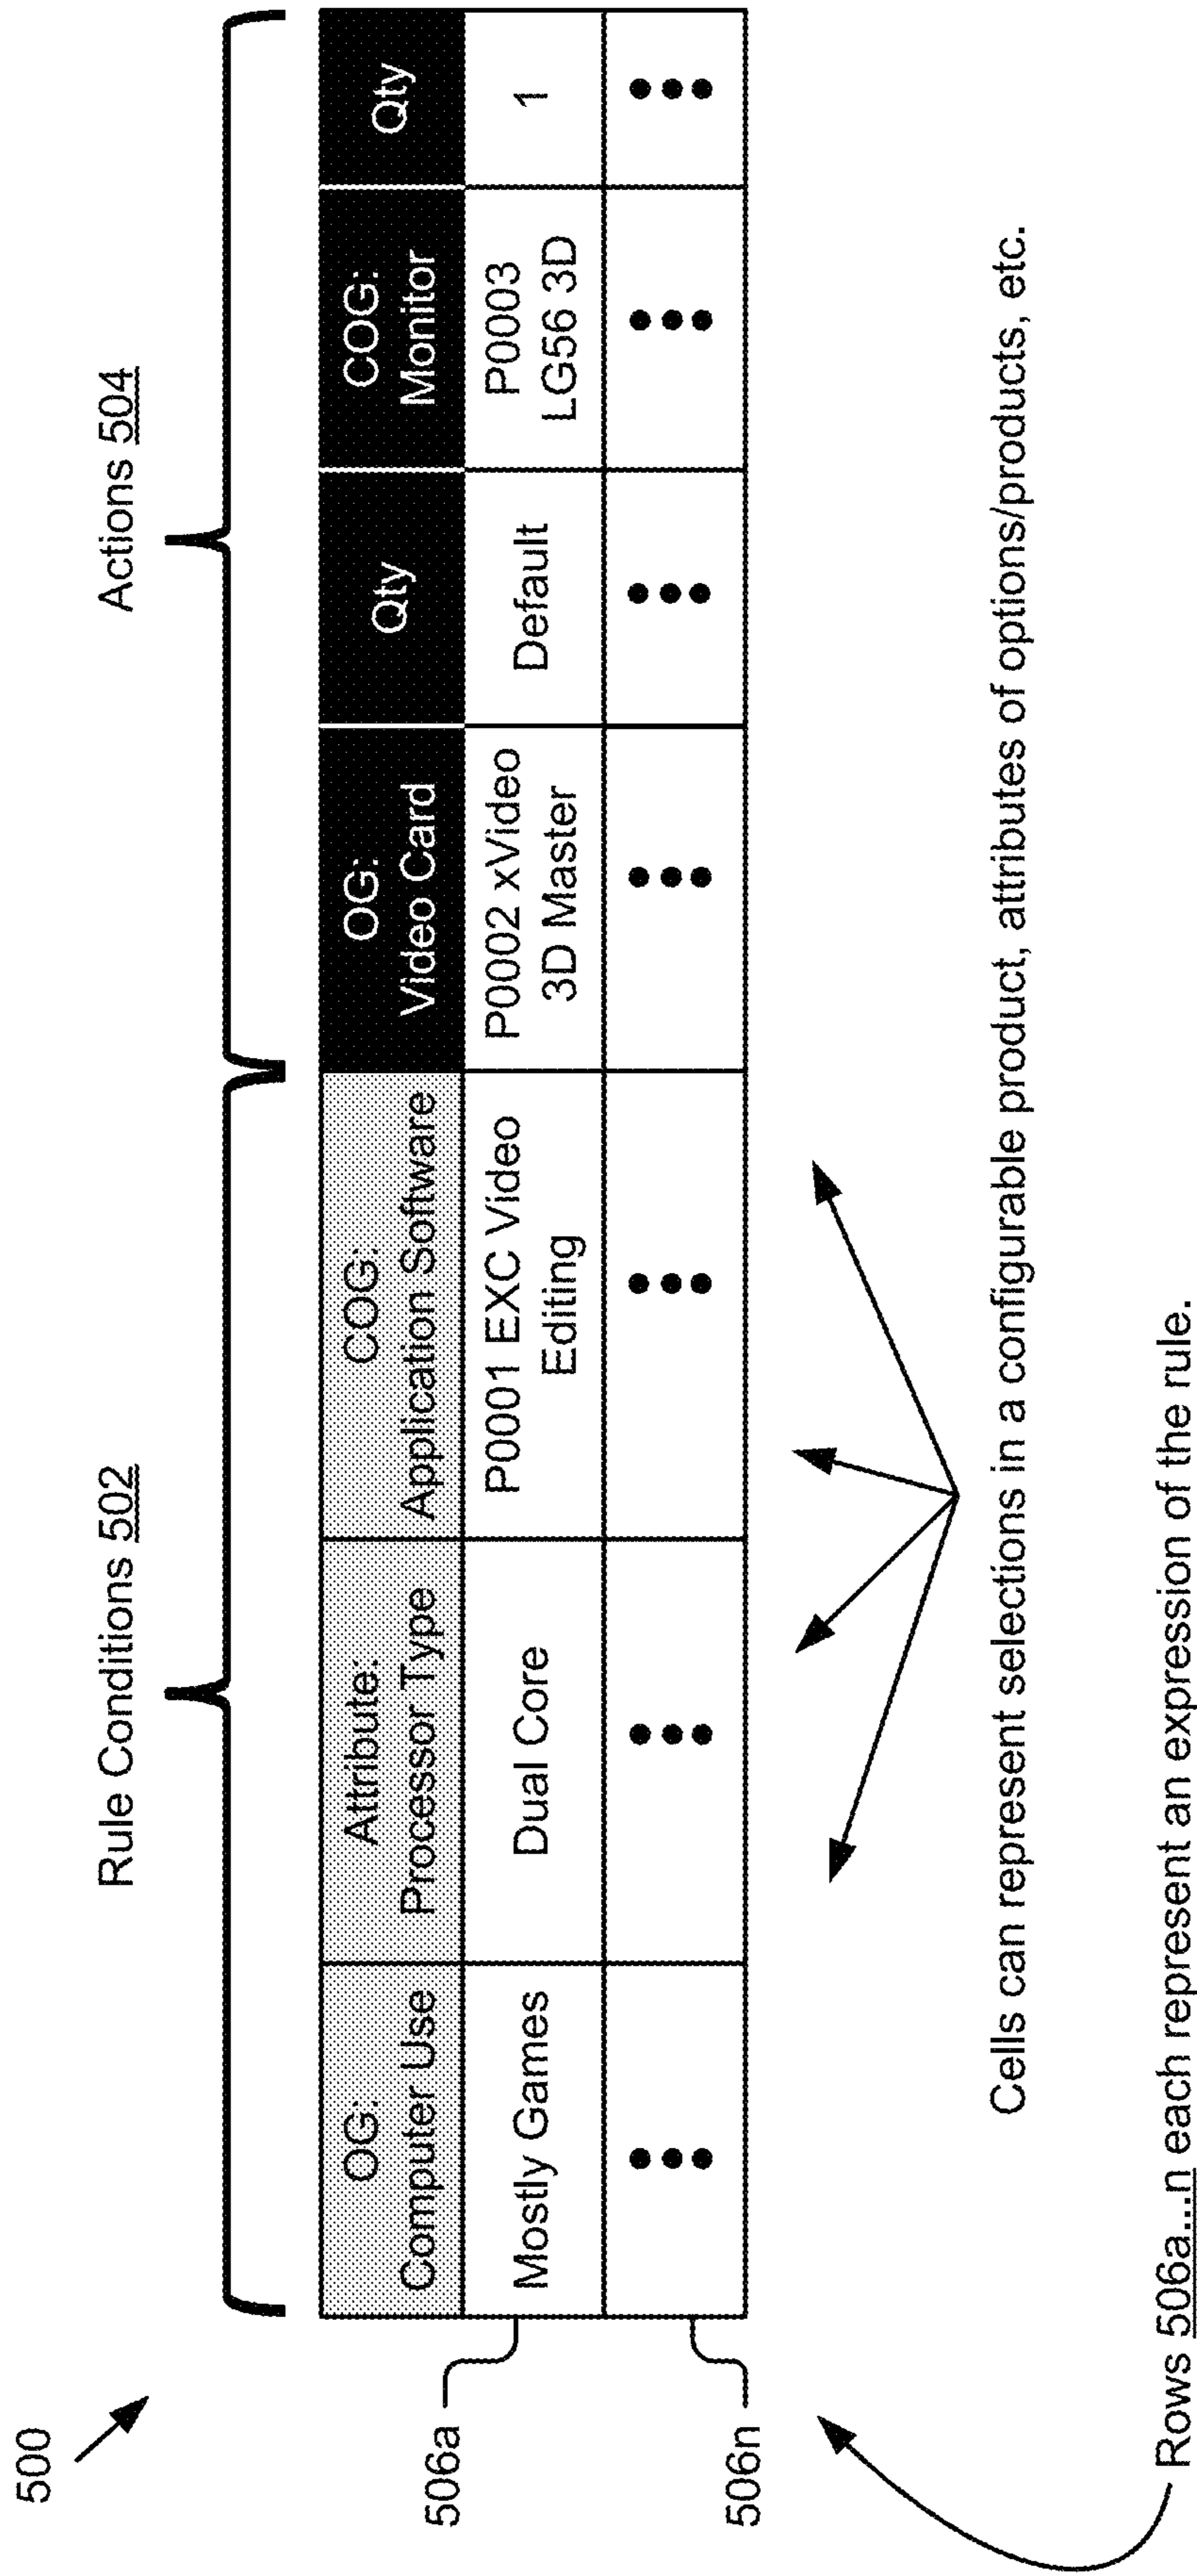 500
Rule Conditions 502
Actions 504
OG:
Computer Use
Attribute:
Processor Type
COG:
Application Software
OG:
Video Card
Qty
COG:
Monitor
Qty
506a
Mostly Games
Dual Core
P0001 EXC Video
Editing
P0002 xVideo
3D Master
Default
P0003
LG56 3D
1
506n
Cells can represent selections in a configurable product, attributes of options/products, etc.
Rows 506a...n each represent an expression of the rule.